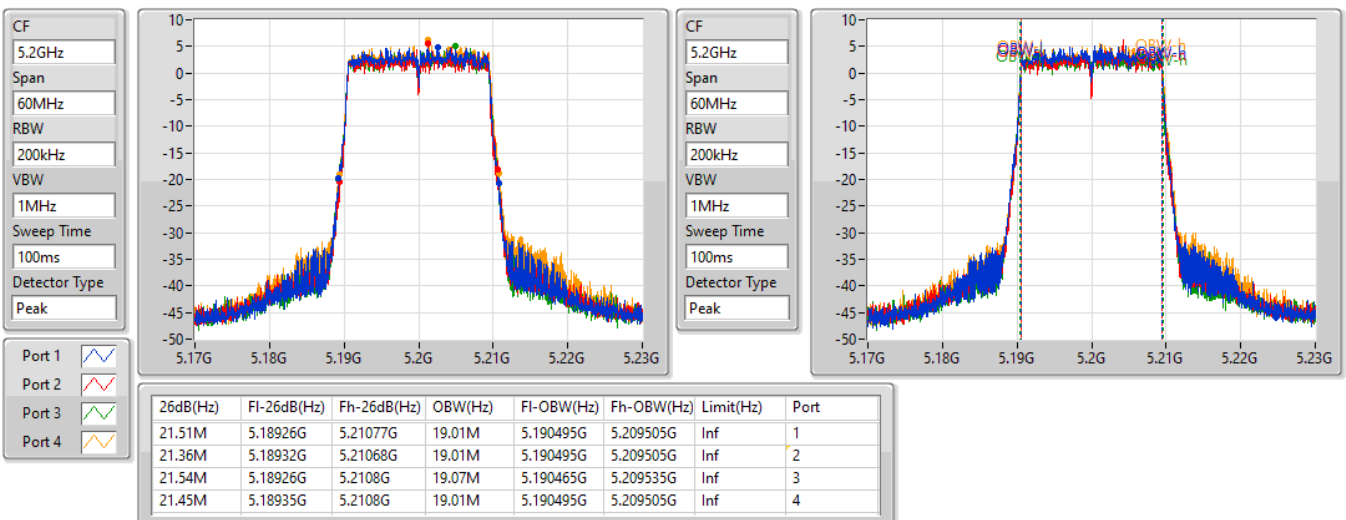 CF
5.2GHz
Span
60MHz
RBW
200kHz
VBW
1MHz
Sweep Time
100ms
Detector Type
Peak
10
5
0
-5
-10
-15
-20
-25
-30
-35
-40
-45
-50
5.17G 5.18G 5.19G 5.2G 5.21G 5.22G 5.23G
CF
5.2GHz
Span
60MHz
RBW
200kHz
VBW
1MHz
Sweep Time
100ms
Detector Type
Peak
10
5
0
-5
-10
-15
-20
-25
-30
-35
-40
-45
-50
OBW-h
5.17G 5.18G 5.19G 5.2G 5.21G 5.22G 5.23G
Port 1
Port 2
Port 3
Port 4
26dB(Hz) Fl-26dB(Hz) Fh-26dB(Hz) OBW(Hz) Fl-OBW(Hz) Fh-OBW(Hz) Limit(Hz) Port
21.51M 5.18926G 5.21077G 19.01M 5.190495G 5.209505G Inf 1
21.36M 5.18932G 5.21068G 19.01M 5.190495G 5.209505G Inf 2
21.54M 5.18926G 5.2108G 19.07M 5.190465G 5.209535G Inf 3
21.45M 5.18935G 5.2108G 19.01M 5.190495G 5.209505G Inf 4